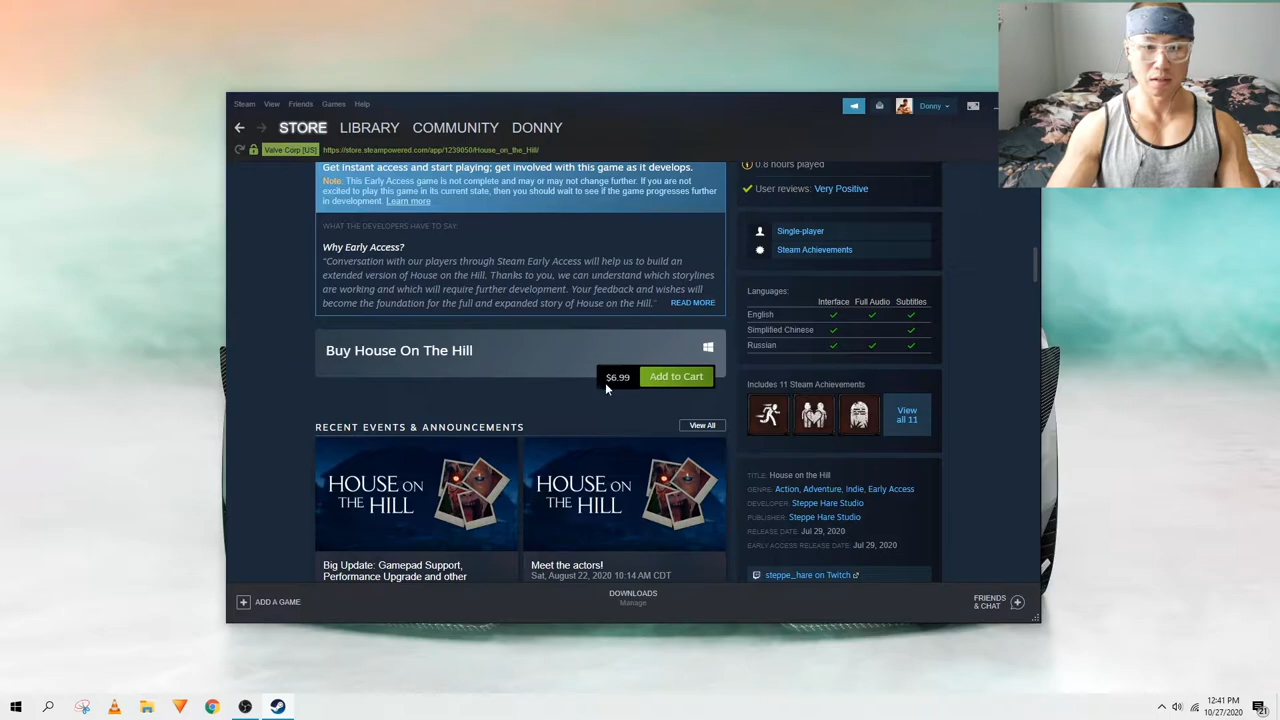 Steam View Friends Games Help
Donny
STORE LIBRARY COMMUNITY DONNY
Valve Corp [US] https://store.steampowered.com/app/1239050/House_on_the_Hill/
Get instant access and start playing; get involved with this game as it develops.
Note: This Early Access game is not complete and may or may not change further. If you are not
excited to play this game in its current state, then you should wait to see if the game progresses further
in development. Learn more
WHAT THE DEVELOPERS HAVE TO SAY:
Why Early Access?
"Conversation with our players through Steam Early Access will help us to build an
extended version of House on the Hill. Thanks to you, we can understand which storylines
are working and which will require further development. Your feedback and wishes will
become the foundation for the full and expanded story of House on the Hill."
READ MORE
Buy House On The Hill
$6.99 Add to Cart
RECENT EVENTS & ANNOUNCEMENTS
View All
HOUSE ON
THE HILL
HOUSE ON
THE HILL
Big Update: Gamepad Support,
Performance Upgrade and other
Meet the actors!
Sat, August 22, 2020 10:14 AM CDT
0.8 hours played
User reviews: Very Positive
Single-player
Steam Achievements
Languages:
Interface Full Audio Subtitles
English
Simplified Chinese
Russian
Includes 11 Steam Achievements
View
all 11
TITLE: House on the Hill
GENRE: Action, Adventure, Indie, Early Access
DEVELOPER: Steppe Hare Studio
PUBLISHER: Steppe Hare Studio
RELEASE DATE: Jul 29, 2020
EARLY ACCESS RELEASE DATE: Jul 29, 2020
steppe_hare on Twitch
ADD A GAME
DOWNLOADS
Manage
FRIENDS
& CHAT
12:41 PM
10/27/2020
21